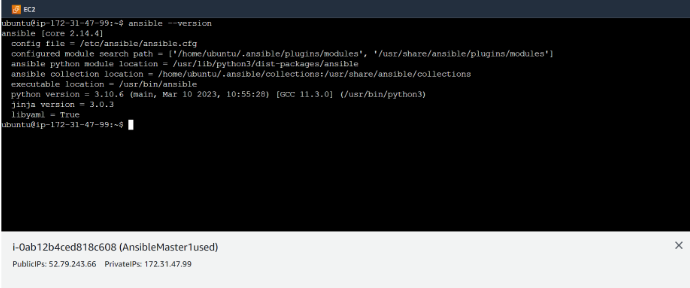 EC2
ubuntu@ip-172-31-47-99:~$ ansible --version
ansible [core 2.14.4]
  config file = /etc/ansible/ansible.cfg
  configured module search path = ['/home/ubuntu/.ansible/plugins/modules', '/usr/share/ansible/plugins/modules']
  ansible python module location = /usr/lib/python3/dist-packages/ansible
  ansible collection location = /home/ubuntu/.ansible/collections:/usr/share/ansible/collections
  executable location = /usr/bin/ansible
  python version = 3.10.6 (main, Mar 10 2023, 10:55:28) [GCC 11.3.0] (/usr/bin/python3)
  jinja version = 3.0.3
  libyaml = True
ubuntu@ip-172-31-47-99:~$
i-0ab12b4ced818c608 (AnsibleMaster1used)
PublicIPs: 52.79.243.66 PrivateIPs: 172.31.47.99